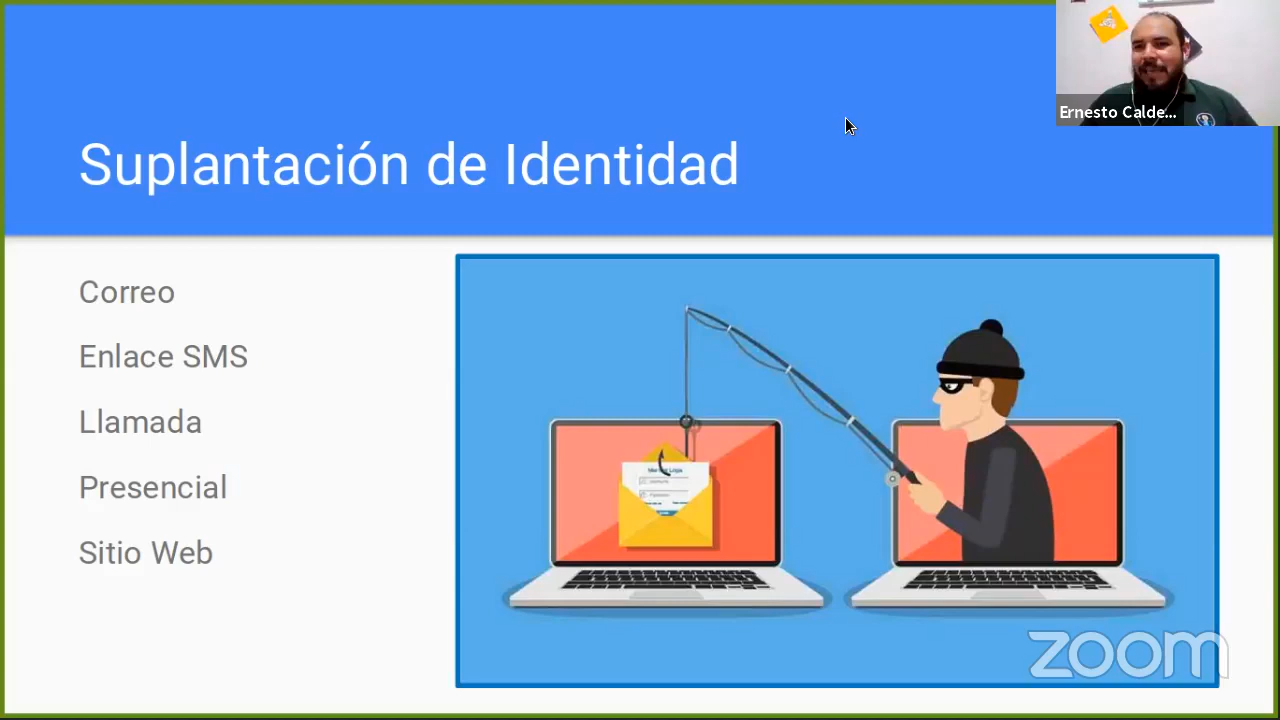 Ernesto Calde...
Suplantación de Identidad
Correo
Enlace SMS
Llamada
Presencial
Sitio Web
zoom